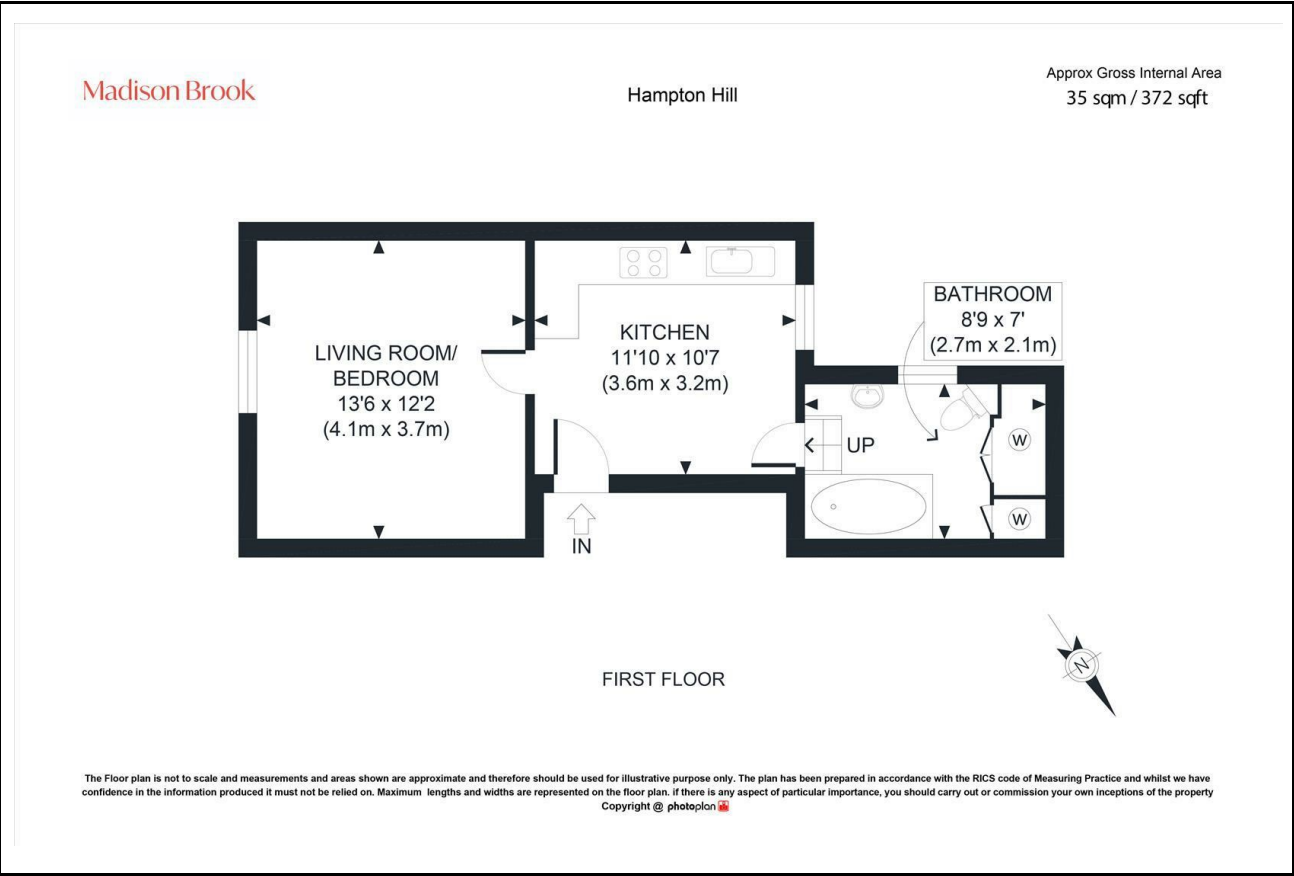 Madison Brook
Hampton Hill
Approx Gross Internal Area
35 sqm / 372 sqft
BATHROOM
8'9 x 7'
(2.7m x 2.1m)
KITCHEN
11'10 x 10'7
(3.6m x 3.2m)
LIVING ROOM/
BEDROOM
13'6 x 12'2
(4.1m x 3.7m)
UP
W
W
IN
N
FIRST FLOOR
The Floor plan is not to scale and measurements and areas shown are approximate and therefore should be used for illustrative purpose only. The plan has been prepared in accordance with the RICS code of Measuring Practice and whilst we have
confidence in the information produced it must not be relied on. Maximum lengths and widths are represented on the floor plan. if there is any aspect of particular importance, you should carry out or commission your own inceptions of the property
Copyright @ photoplan